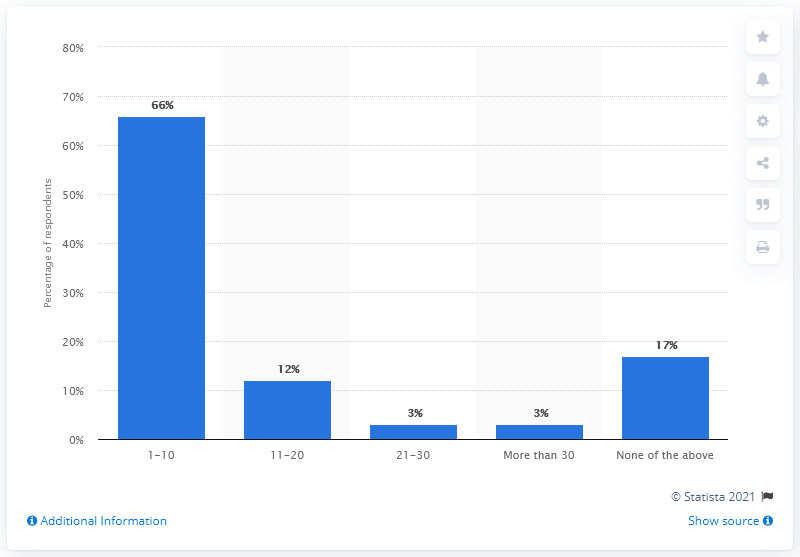 80%
70%
60%
50%
40%
30%
20%
10%
0%
Percentage of respondents
66%
12%
3%
3%
17%
1–10
11–20
21–30
More than 30
None of the above
© Statista 2021
Additional Information
Show source